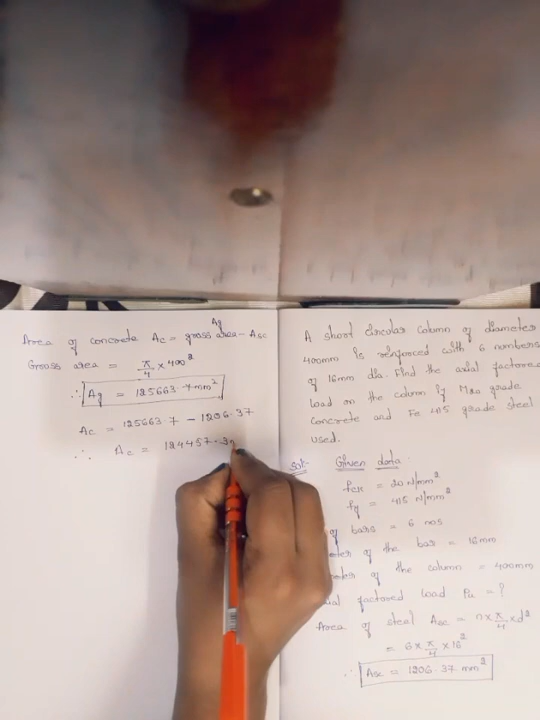 A short circular column of diameter
400mm is reinforced with 6 numbers
of 16mm dia. Find the axial factored
load on the column if M20 grade
concrete and Fe 415 grade steel
used.
Sol:- Given data:
fck = 20 N/mm²
fy = 415 N/mm²
of bars = 6 nos
of the bar = 16mm
of the column = 400mm
factored load Pu = ?
Area of steel Asc = n×π/4×d²
= 6×π/4×16²
∴ Asc = 1206.37 mm²
Area of concrete Ac = gross area - Asc
Ag
Gross area = π/4 × 400²
∴ Ag = 125663.7mm²
Ac = 125663.7 - 1206.37
∴ Ac = 124457.3